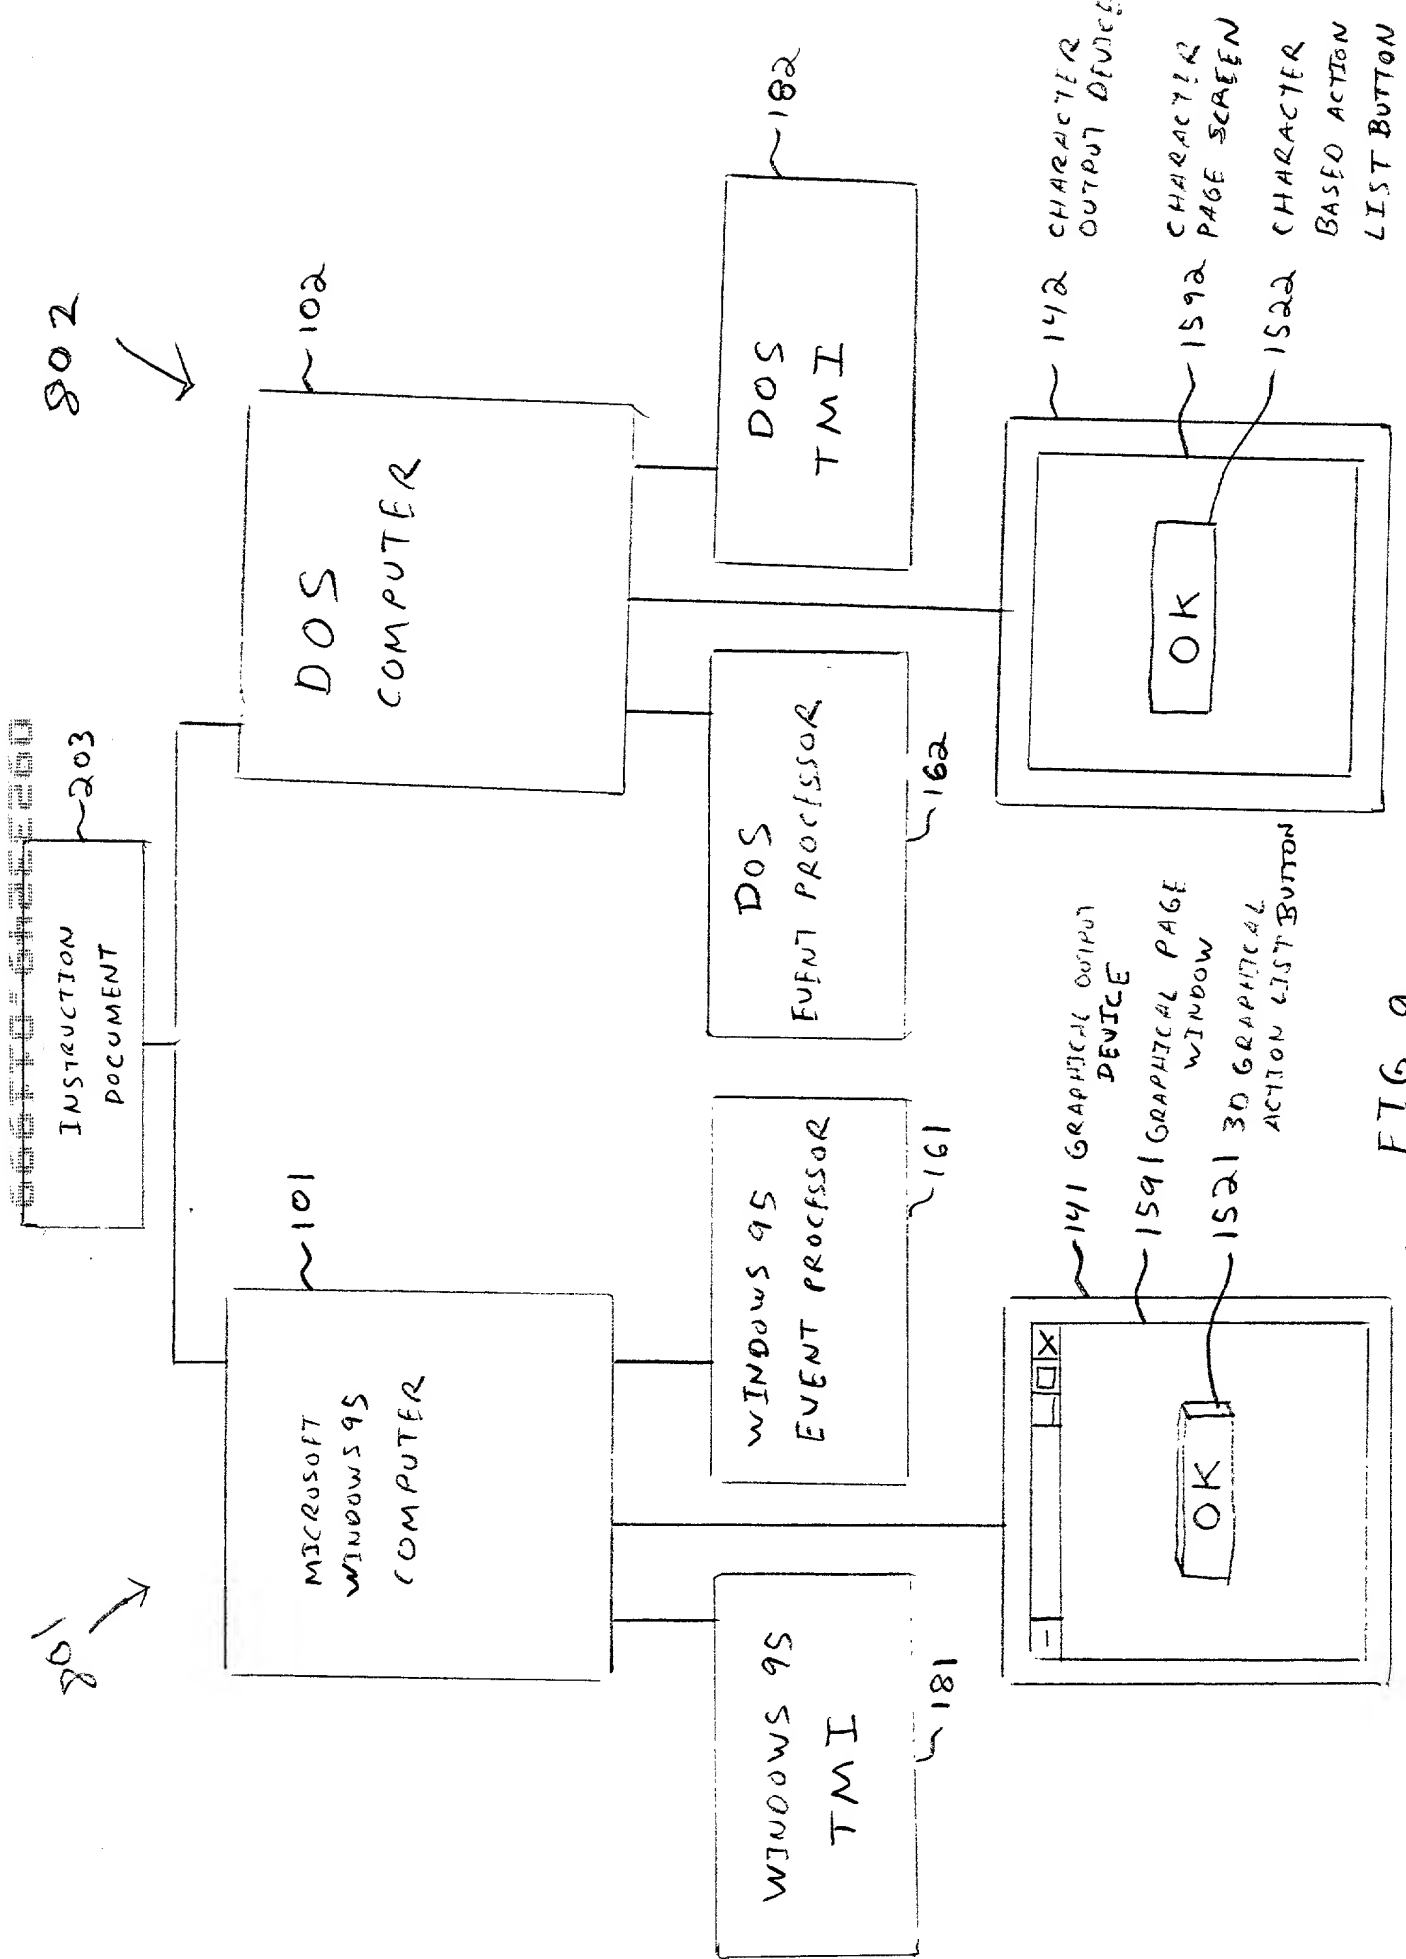 801
802
INSTRUCTION
DOCUMENT
203
MICROSOFT
WINDOWS 95
COMPUTER
101
DOS
COMPUTER
102
WINDOWS 95
TMI
181
WINDOWS 95
EVENT PROCESSOR
161
DOS
EVENT PROCESSOR
162
DOS
TMI
182
OK
141 GRAPHICAL OUTPUT
DEVICE
1591 GRAPHICAL PAGE
WINDOW
1521 3D GRAPHICAL
ACTION LIST BUTTON
OK
142 CHARACTER
OUTPUT DEVICE
1592 CHARACTER
PAGE SCREEN
1522 CHARACTER
BASED ACTION
LIST BUTTON
FIG